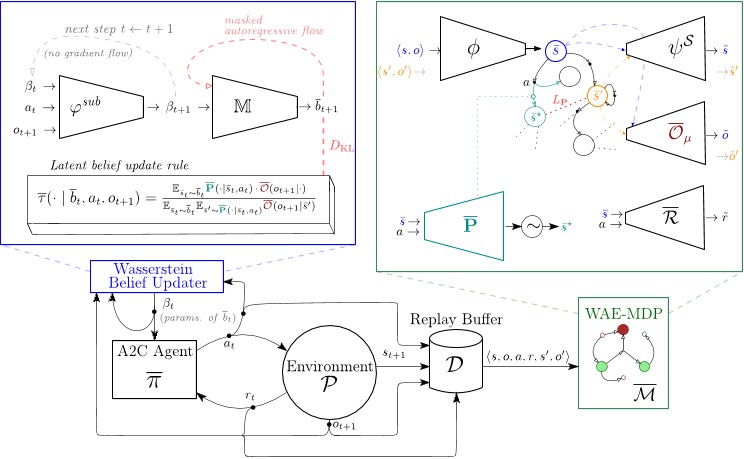 next step t ← t + 1
(no gradient flow)
masked
autoregressive flow
β_t
a_t
o_{t+1}
φ^{sub}
β_{t+1}
𝕄
b̄_{t+1}
D_{KL}
Latent belief update rule
τ̄(· | b̄_t, a_t, o_{t+1}) = 𝔼_{s̄_t∼b̄_t} P̄(·|s̄_t, a_t) · Ō(o_{t+1}|·) / 𝔼_{s̄_t∼b̄_t} 𝔼_{s̄′∼P̄(·|s̄_t,a_t)} Ō(o_{t+1}|s̄′)
⟨s, o⟩
⟨s′, o′⟩
ϕ
s̄
a
s̄⋆
L_P̄
s̄′
ψ^S
s̃
s̃′
Ō_μ
õ
õ′
s̄
a
P̄
∼
s̄⋆
s̄
a
R̄
r̃
Wasserstein
Belief Updater
β_t
(params. of b̄_t)
A2C Agent
π̄
a_t
r_t
Environment
P
s_{t+1}
o_{t+1}
Replay Buffer
D
⟨s, o, a, r, s′, o′⟩
WAE-MDP
M̄